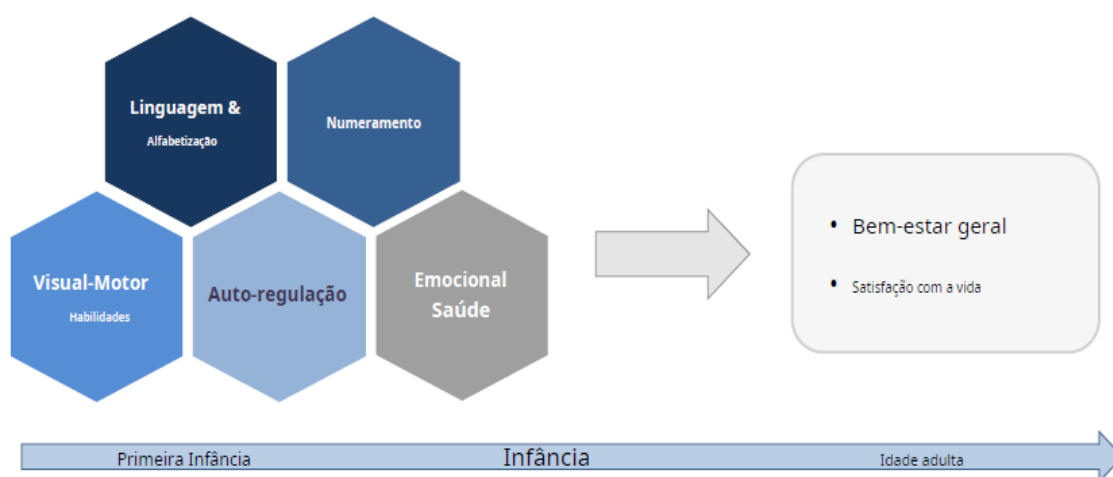 Linguagem &
Alfabetização
Numeramento
Visual-Motor
Habilidades
Auto-regulação
Emocional
Saúde
• Bem-estar geral
• Satisfação com a vida
Primeira Infância
Infância
Idade adulta